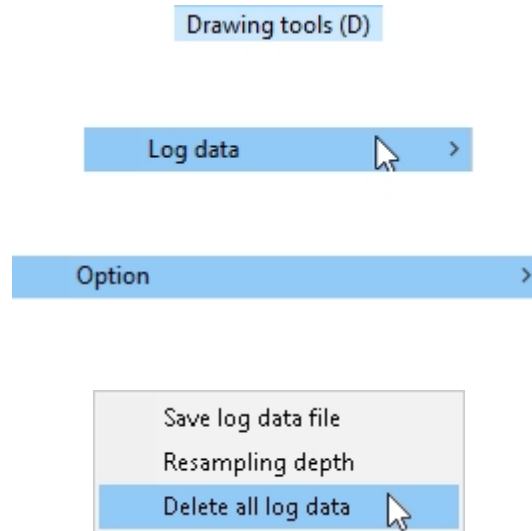 Drawing tools (D)
Log data
Option
Save log data file
Resampling depth
Delete all log data